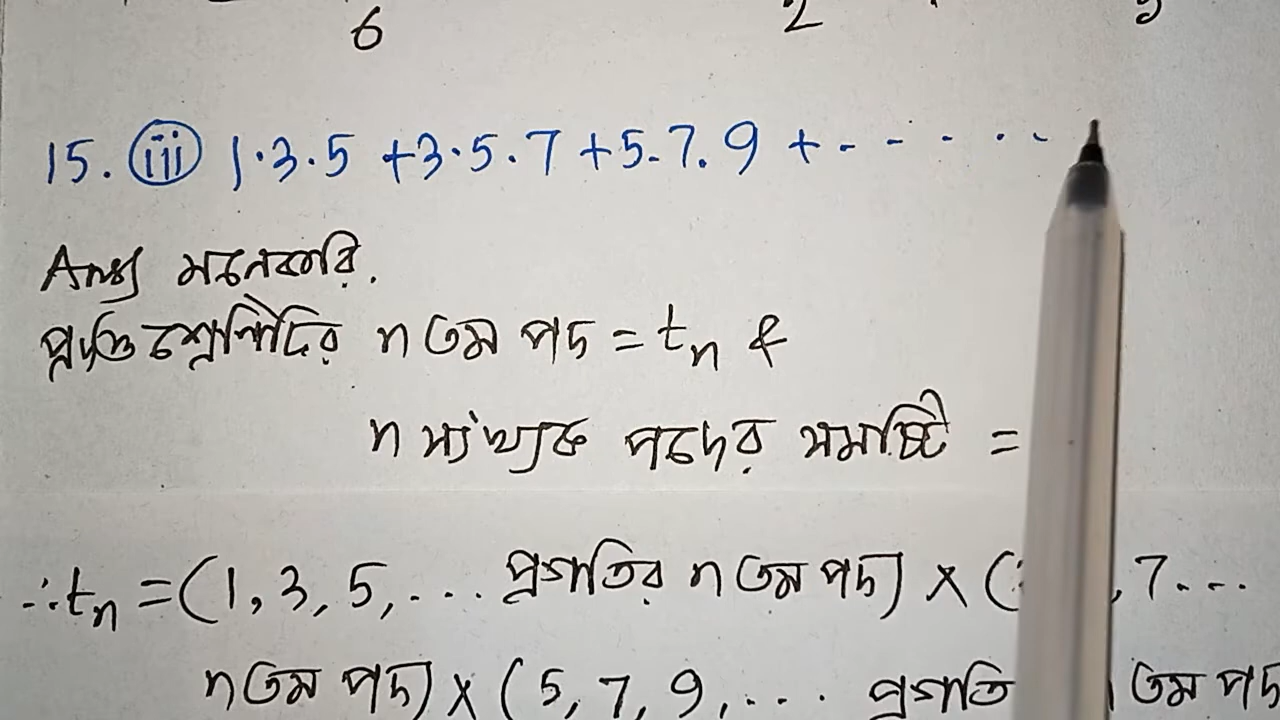 6 2
15. (iii) 1·3·5 +3·5·7 +5·7·9 + - - - - -
Ans মনেকরি.
প্রদত্ত শ্রেণিটির n তম পদ = tn &
n সংখ্যক পদের সমষ্টি =
∴tn = (1, 3, 5, ... প্রগতির n তম পদ) × ( , 7...
n তম পদ) × (5, 7, 9, .... প্রগতি তম পদ